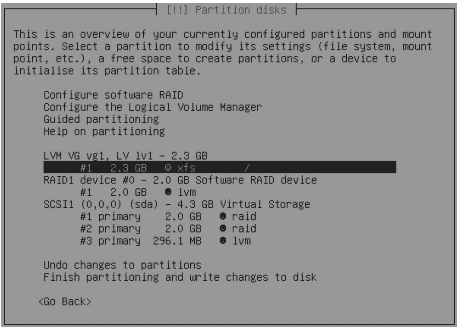 [!!] Partition disks
This is an overview of your currently configured partitions and mount
points. Select a partition to modify its settings (file system, mount
point, etc.), a free space to create partitions, or a device to
initialise its partition table.
Configure software RAID
Configure the Logical Volume Manager
Guided partitioning
Help on partitioning
LVM VG vg1, LV lv1 - 2.3 GB
#1 2.3 GB xfs /
RAID1 device #0 - 2.0 GB Software RAID device
#1 2.0 GB lvm
SCSI1 (0,0,0) (sda) - 4.3 GB Virtual Storage
#1 primary 2.0 GB raid
#2 primary 2.0 GB raid
#3 primary 296.1 MB lvm
Undo changes to partitions
Finish partitioning and write changes to disk
<Go Back>